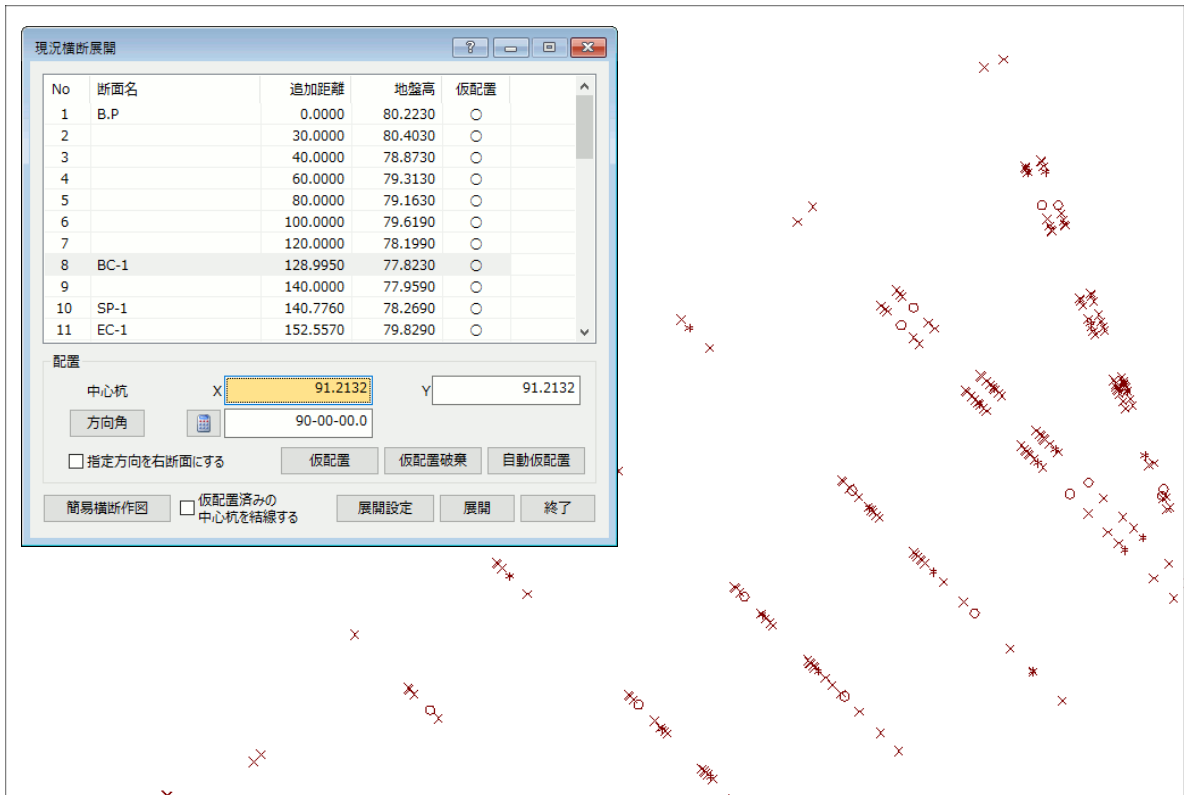 現況横断展開
No 断面名 追加距離 地盤高 仮配置
1 B.P 0.0000 80.2230 ○
2 30.0000 80.4030 ○
3 40.0000 78.8730 ○
4 60.0000 79.3130 ○
5 80.0000 79.1630 ○
6 100.0000 79.6190 ○
7 120.0000 78.1990 ○
8 BC-1 128.9950 77.8230 ○
9 140.0000 77.9590 ○
10 SP-1 140.7760 78.2690 ○
11 EC-1 152.5570 79.8290 ○
配置
中心杭 X 91.2132 Y 91.2132
方向角 90-00-00.0
指定方向を右断面にする 仮配置 仮配置破棄 自動仮配置
簡易横断作図 仮配置済みの
中心杭を結線する 展開設定 展開 終了